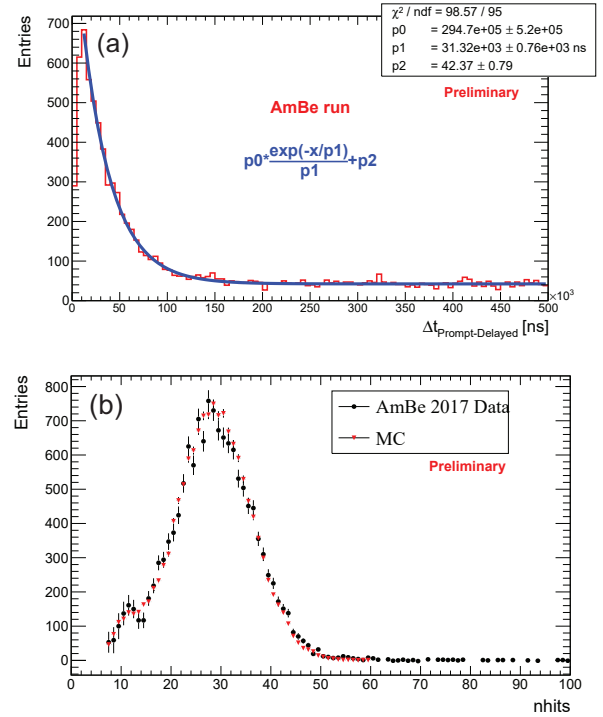 χ² / ndf = 98.57 / 95
p0 = 294.7e+05 ± 5.2e+05
p1 = 31.32e+03 ± 0.76e+03 ns
p2 = 42.37 ± 0.79
(a)
Entries
Preliminary
AmBe run
p0*exp(-x/p1)/p1+p2
700
600
500
400
300
200
100
0
0 50 100 150 200 250 300 350 400 450 500
×10³
Δt Prompt-Delayed [ns]
(b)
Entries
AmBe 2017 Data
MC
Preliminary
800
700
600
500
400
300
200
100
0
0 10 20 30 40 50 60 70 80 90 100
nhits